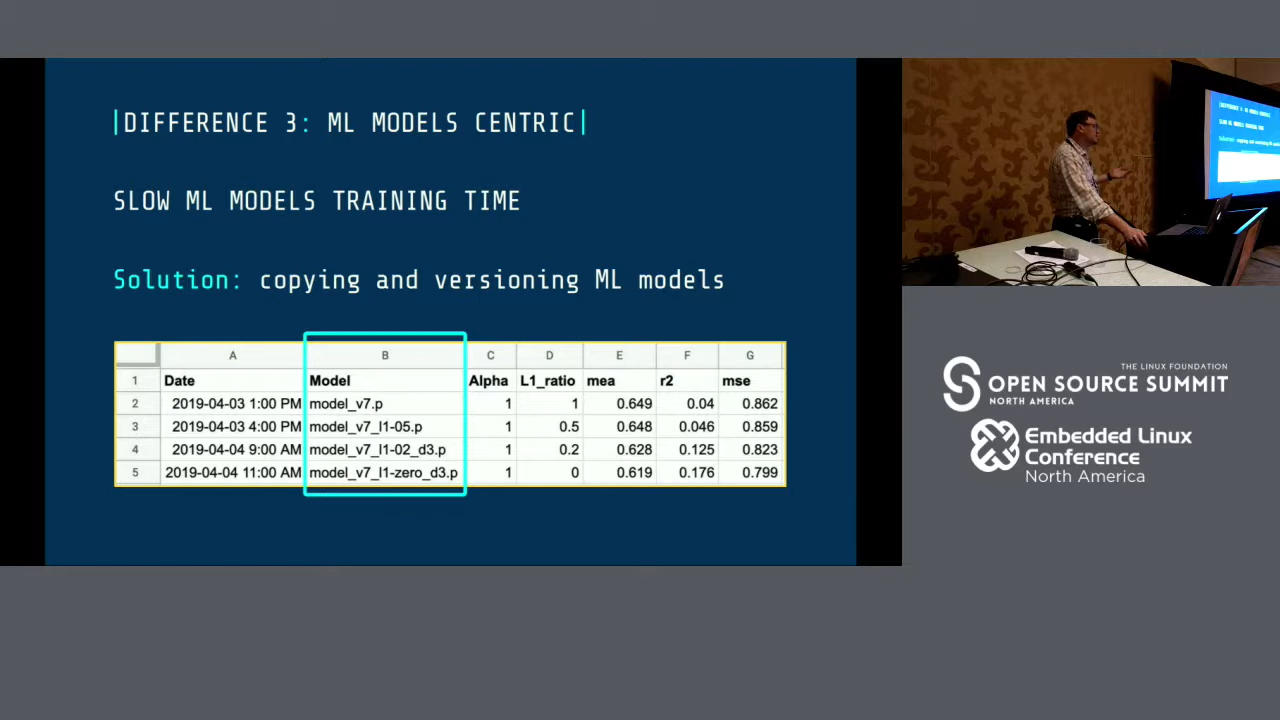 |DIFFERENCE 3: ML MODELS CENTRIC|
SLOW ML MODELS TRAINING TIME
Solution: copying and versioning ML models
A B C D E F G
1 Date Model Alpha L1_ratio mea r2 mse
2 2019-04-03 1:00 PM model_v7.p 1 1 0.649 0.04 0.862
3 2019-04-03 4:00 PM model_v7_l1-05.p 1 0.5 0.648 0.046 0.859
4 2019-04-04 9:00 AM model_v7_l1-02_d3.p 1 0.2 0.628 0.125 0.823
5 2019-04-04 11:00 AM model_v7_l1-zero_d3.p 1 0 0.619 0.176 0.799
THE LINUX FOUNDATION
OPEN SOURCE SUMMIT
NORTH AMERICA
Embedded Linux
Conference
North America